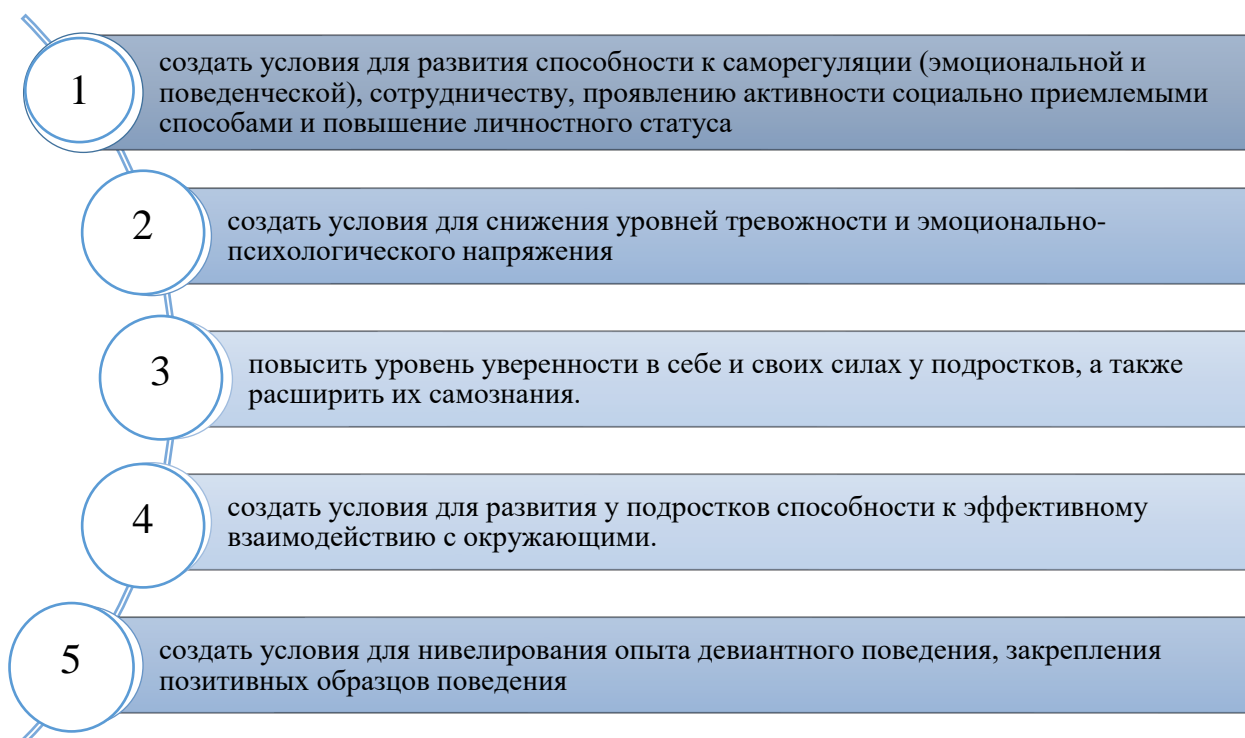 1
создать условия для развития способности к саморегуляции (эмоциональной и
поведенческой), сотрудничеству, проявлению активности социально приемлемыми
способами и повышение личностного статуса
2
создать условия для снижения уровней тревожности и эмоционально-
психологического напряжения
3
повысить уровень уверенности в себе и своих силах у подростков, а также
расширить их самознания.
4
создать условия для развития у подростков способности к эффективному
взаимодействию с окружающими.
5
создать условия для нивелирования опыта девиантного поведения, закрепления
позитивных образцов поведения